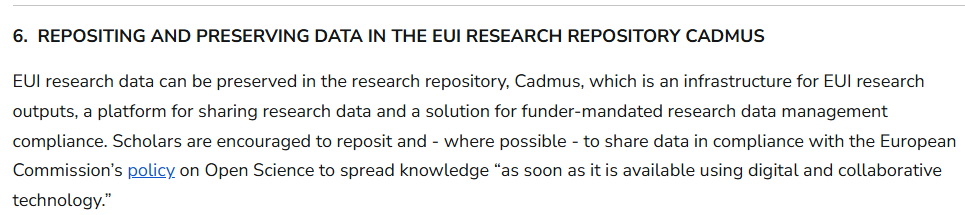 6. REPOSITING AND PRESERVING DATA IN THE EUI RESEARCH REPOSITORY CADMUS
EUI research data can be preserved in the research repository, Cadmus, which is an infrastructure for EUI research
outputs, a platform for sharing research data and a solution for funder-mandated research data management
compliance. Scholars are encouraged to reposit and - where possible - to share data in compliance with the European
Commission’s policy on Open Science to spread knowledge “as soon as it is available using digital and collaborative
technology.”